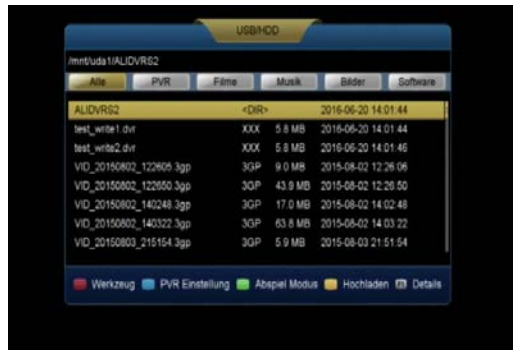 USB/HDD
/mnt/uda1/ALIDVRS2
Alle PVR Filme Musik Bilder Software
ALIDVRS2 <DIR> 2016-06-20 14:01:44
test_write1.dvr XXX 5.8 MB 2016-06-20 14:01:44
test_write2.dvr XXX 5.8 MB 2016-06-20 14:01:46
VID_20150802_122605.3gp 3GP 9.0 MB 2015-08-02 12:26:06
VID_20150802_122650.3gp 3GP 43.9 MB 2015-08-02 12:26:50
VID_20150802_140248.3gp 3GP 17.0 MB 2015-08-02 14:02:48
VID_20150802_140322.3gp 3GP 63.8 MB 2015-08-02 14:03:22
VID_20150803_215154.3gp 3GP 5.9 MB 2015-08-03 21:51:54
Werkzeug PVR Einstellung Abspiel Modus Hochladen Details